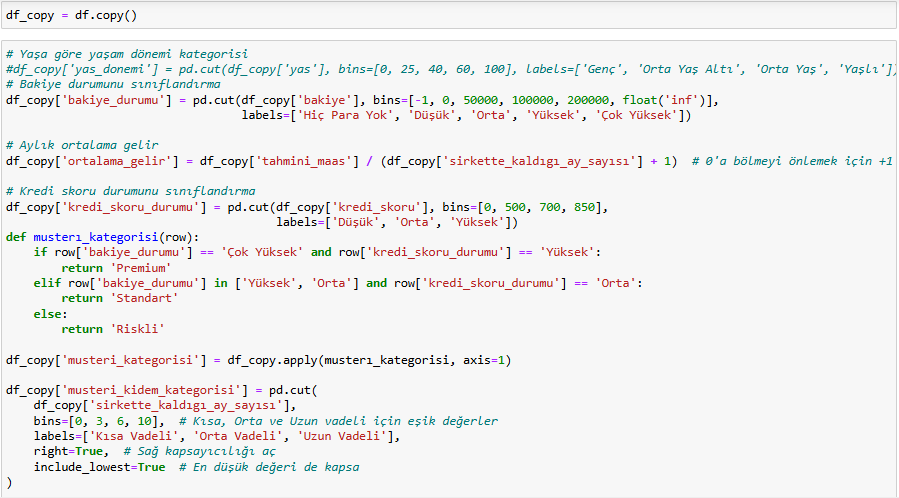 df_copy = df.copy()
# Yaşa göre yaşam dönemi kategorisi
#df_copy['yas_donemi'] = pd.cut(df_copy['yas'], bins=[0, 25, 40, 60, 100], labels=['Genç', 'Orta Yaş Altı', 'Orta Yaş', 'Yaşlı'])
# Bakiye durumunu sınıflandırma
df_copy['bakiye_durumu'] = pd.cut(df_copy['bakiye'], bins=[-1, 0, 50000, 100000, 200000, float('inf')],
labels=['Hiç Para Yok', 'Düşük', 'Orta', 'Yüksek', 'Çok Yüksek'])
# Aylık ortalama gelir
df_copy['ortalama_gelir'] = df_copy['tahmini_maas'] / (df_copy['sirkette_kaldıgı_ay_sayısı'] + 1)  # 0'a bölmeyi önlemek için +1
# Kredi skoru durumunu sınıflandırma
df_copy['kredi_skoru_durumu'] = pd.cut(df_copy['kredi_skoru'], bins=[0, 500, 700, 850],
labels=['Düşük', 'Orta', 'Yüksek'])
def musterı_kategorisi(row):
if row['bakiye_durumu'] == 'Çok Yüksek' and row['kredi_skoru_durumu'] == 'Yüksek':
return 'Premium'
elif row['bakiye_durumu'] in ['Yüksek', 'Orta'] and row['kredi_skoru_durumu'] == 'Orta':
return 'Standart'
else:
return 'Riskli'
df_copy['musteri_kategorisi'] = df_copy.apply(musterı_kategorisi, axis=1)
df_copy['musteri_kidem_kategorisi'] = pd.cut(
df_copy['sirkette_kaldıgı_ay_sayısı'],
bins=[0, 3, 6, 10],  # Kısa, Orta ve Uzun vadeli için eşik değerler
labels=['Kısa Vadeli', 'Orta Vadeli', 'Uzun Vadeli'],
right=True,  # Sağ kapsayıcılığı aç
include_lowest=True  # En düşük değeri de kapsa
)